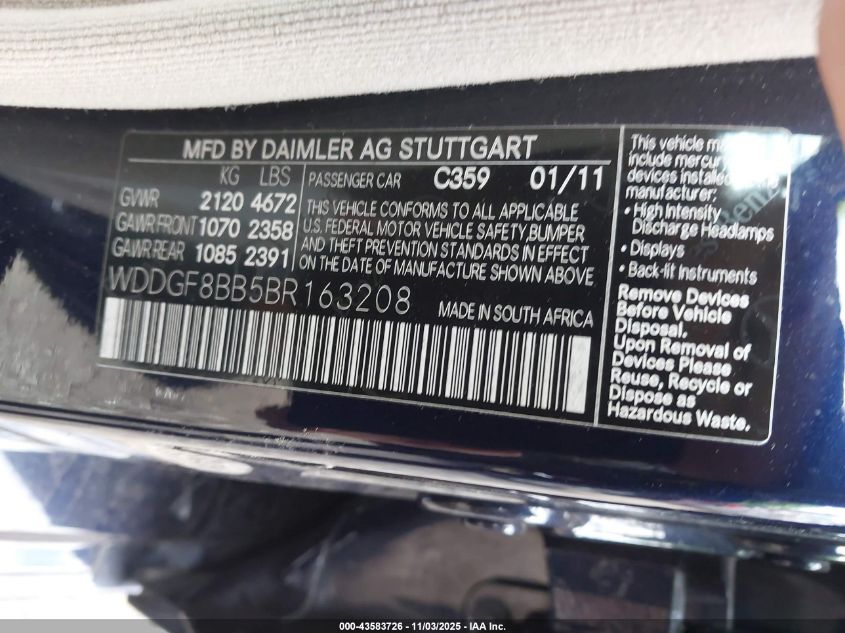 MFD BY DAIMLER AG STUTTGART
KG LBS
GVWR 2120 4672
GAWR FRONT 1070 2358
GAWR REAR 1085 2391
PASSENGER CAR C359 01/11
THIS VEHICLE CONFORMS TO ALL APPLICABLE
U.S. FEDERAL MOTOR VEHICLE SAFETY, BUMPER
AND THEFT PREVENTION STANDARDS IN EFFECT
ON THE DATE OF MANUFACTURE SHOWN ABOVE
WDDGF8BB5BR163208
MADE IN SOUTH AFRICA
This vehicle
include mercury
devices installed
manufacturer:
• High Intensity
Discharge Headlamps
• Displays
• Back-lit Instruments
Remove Devices
Before Vehicle
Disposal.
Upon Removal of
Devices Please
Reuse, Recycle or
Dispose as
Hazardous Waste.
000-43583726 - 11/03/2025 - IAA Inc.